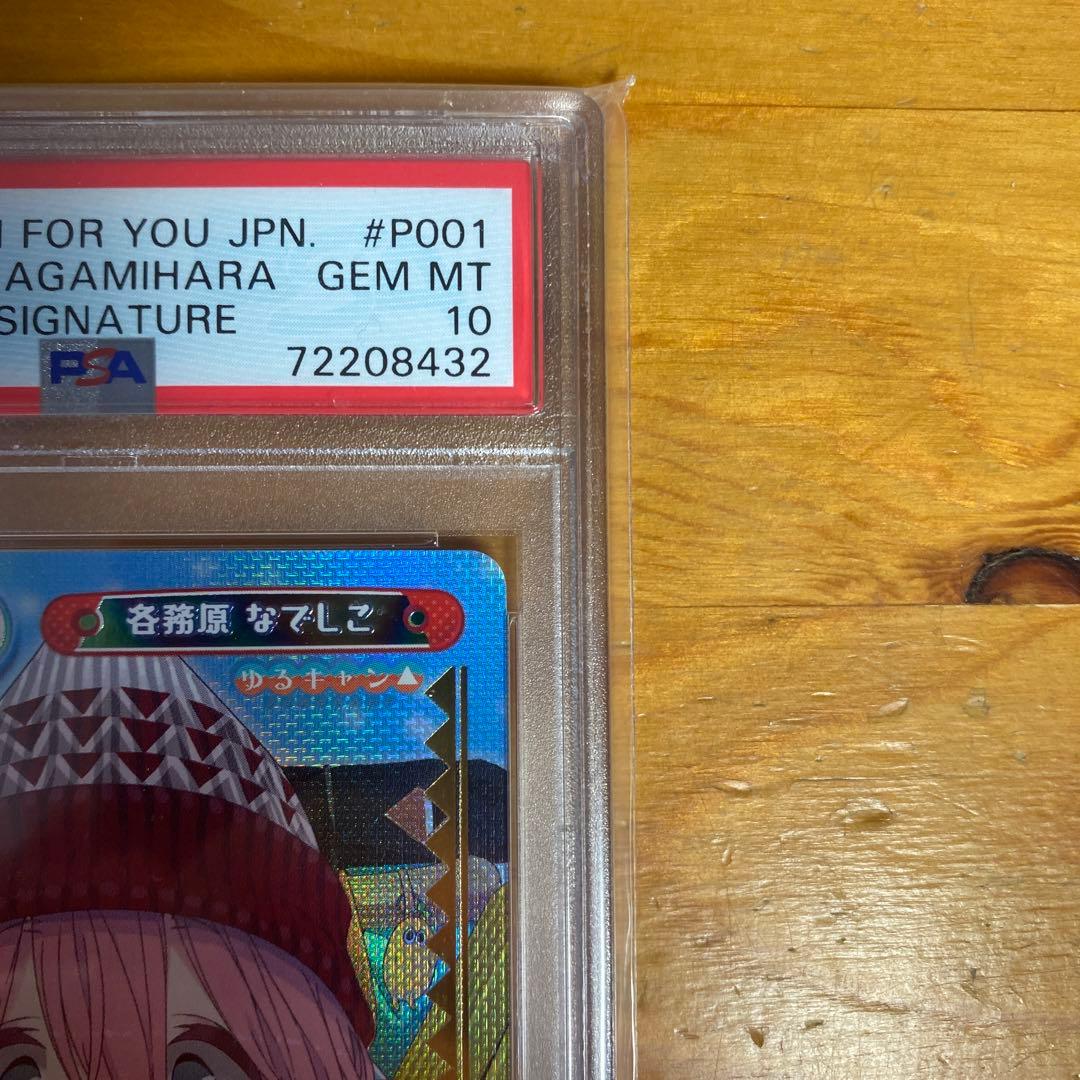 FOR YOU JPN. #P001
AGAMIHARA GEM MT
SIGNATURE 10
PSA 72208432
各務原 なでしこ
ゆるキャン▲